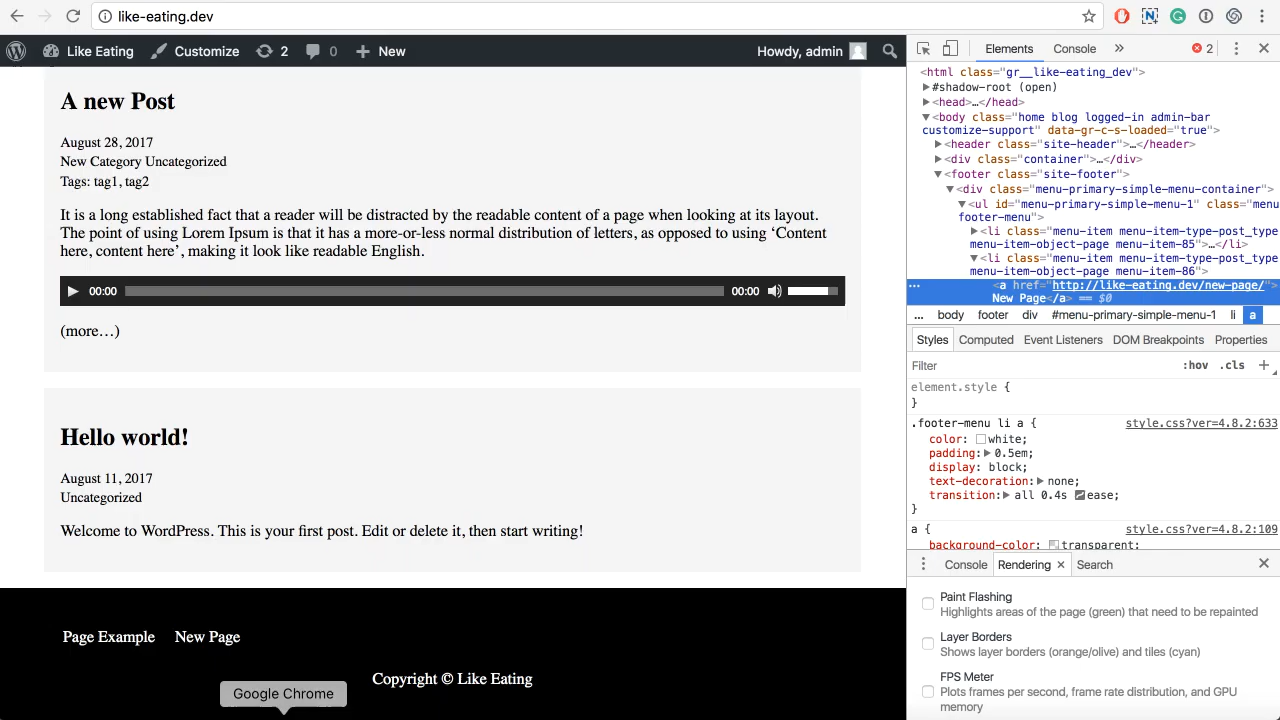 like-eating.dev
Like Eating Customize 2 0 New Howdy, admin
A new Post
August 28, 2017
New Category Uncategorized
Tags: tag1, tag2
It is a long established fact that a reader will be distracted by the readable content of a page when looking at its layout.
The point of using Lorem Ipsum is that it has a more-or-less normal distribution of letters, as opposed to using ‘Content
here, content here’, making it look like readable English.
00:00 00:00
(more…)
Hello world!
August 11, 2017
Uncategorized
Welcome to WordPress. This is your first post. Edit or delete it, then start writing!
Page Example New Page
Copyright © Like Eating
Google Chrome
Elements Console » 2
<html class="gr__like-eating_dev">
#shadow-root (open)
<head>…</head>
<body class="home blog logged-in admin-bar
customize-support" data-gr-c-s-loaded="true">
<header class="site-header">…</header>
<div class="container">…</div>
<footer class="site-footer">
<div class="menu-primary-simple-menu-container">
<ul id="menu-primary-simple-menu-1" class="menu
footer-menu">
<li class="menu-item menu-item-type-post_type
menu-item-object-page menu-item-85">…</li>
<li class="menu-item menu-item-type-post_type
menu-item-object-page menu-item-86">
… <a href="http://like-eating.dev/new-page/">
New Page</a> == $0
… body footer div #menu-primary-simple-menu-1 li a
Styles Computed Event Listeners DOM Breakpoints Properties
Filter :hov .cls +
element.style {
}
.footer-menu li a { style.css?ver=4.8.2:633
color: white;
padding: 0.5em;
display: block;
text-decoration: none;
transition: all 0.4s ease;
}
a { style.css?ver=4.8.2:109
background-color: transparent;
Console Rendering × Search
Paint Flashing
Highlights areas of the page (green) that need to be repainted
Layer Borders
Shows layer borders (orange/olive) and tiles (cyan)
FPS Meter
Plots frames per second, frame rate distribution, and GPU
memory